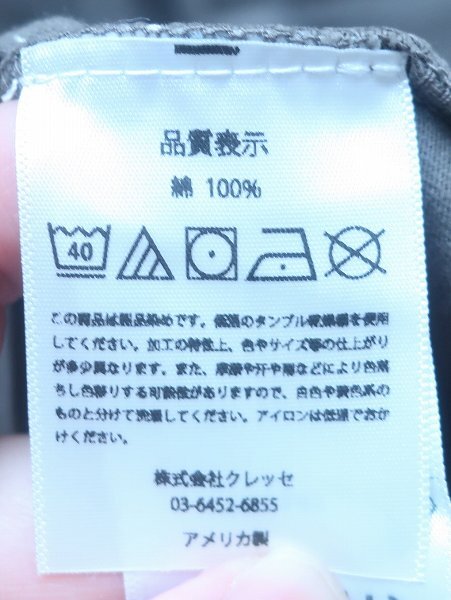 品質表示
綿 100%
40
この商品は製品染めです。低温のタンブル乾燥機を使用
してください。加工の特性上、色やサイズ等の仕上がり
が多少異なります。また、摩擦や汗や雨などにより色落
ちし色移りする可能性がありますので、白色や淡色系の
ものと分けて洗濯してください。アイロンは低温でおか
けください。
株式会社クレッセ
03-6452-6855
アメリカ製